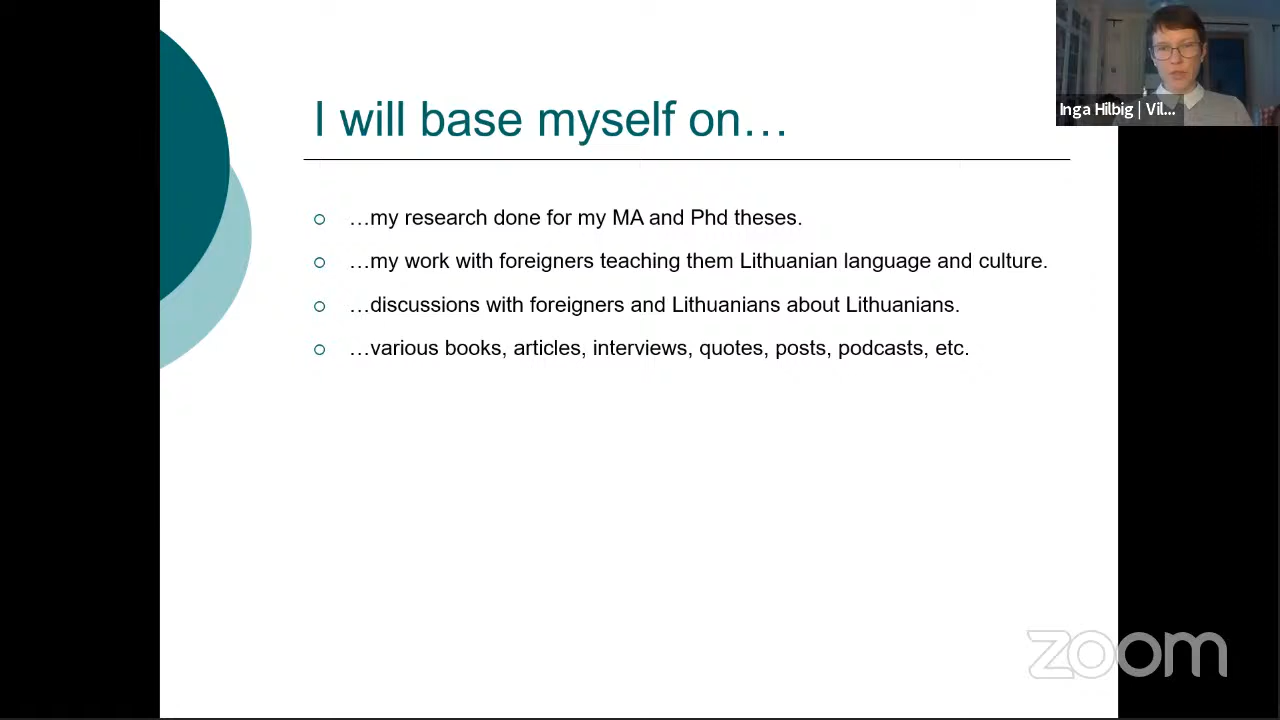 I will base myself on…
…my research done for my MA and Phd theses.
…my work with foreigners teaching them Lithuanian language and culture.
…discussions with foreigners and Lithuanians about Lithuanians.
…various books, articles, interviews, quotes, posts, podcasts, etc.
Inga Hilbig | Vil...
zoom